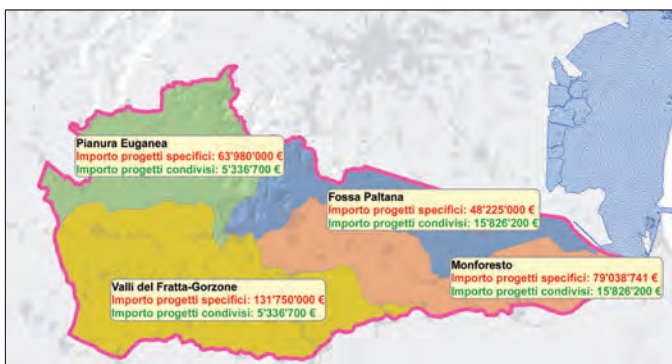 Pianura Euganea
Importo progetti specifici: 63'980'000 €
Importo progetti condivisi: 5'336'700 €
Fossa Paltana
Importo progetti specifici: 48'225'000 €
Importo progetti condivisi: 15'826'200 €
Monforesto
Importo progetti specifici: 79'038'741 €
Importo progetti condivisi: 15'826'200 €
Valli del Fratta-Gorzone
Importo progetti specifici: 131'750'000 €
Importo progetti condivisi: 5'336'700 €